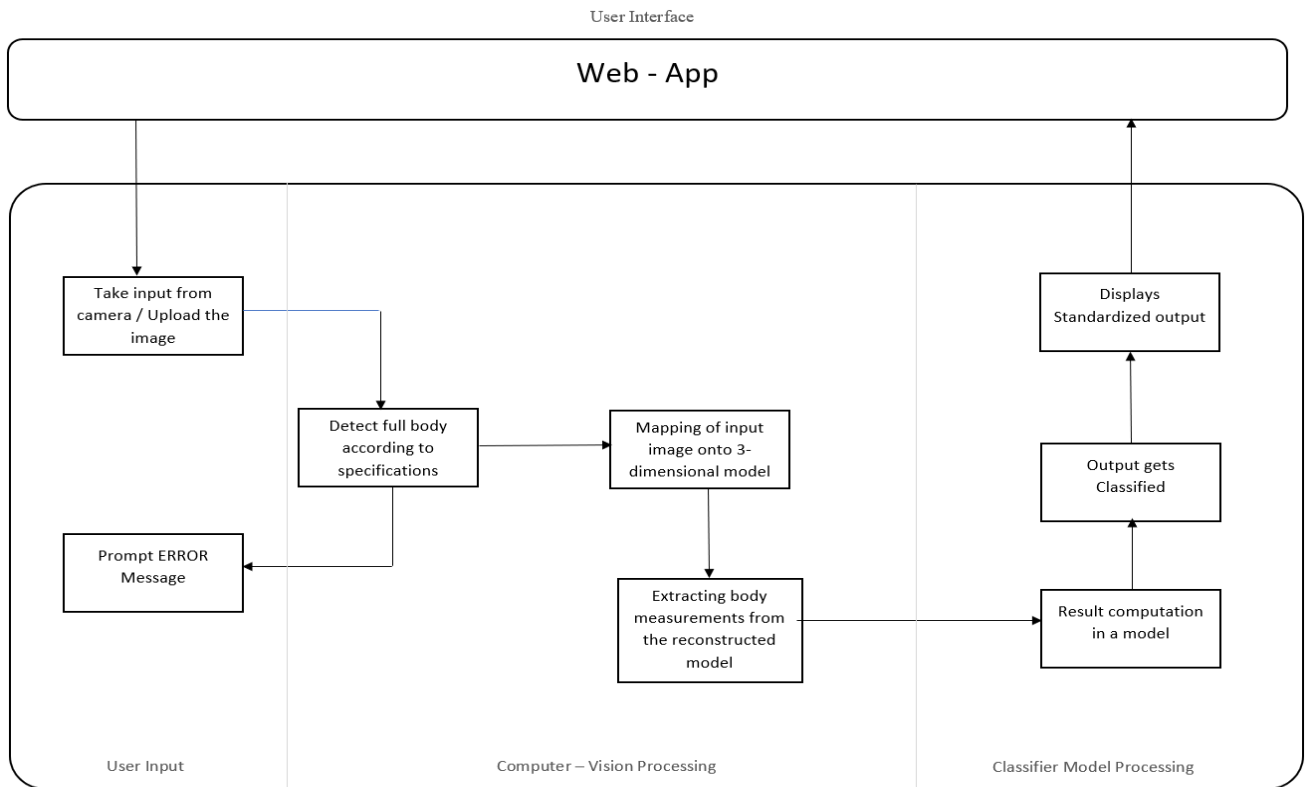 User Interface
Web - App
Take input from
camera / Upload the
image
Detect full body
according to
specifications
Mapping of input
image onto 3-
dimensional model
Displays
Standardized output
Output gets
Classified
Prompt ERROR
Message
Extracting body
measurements from
the reconstructed
model
Result computation
in a model
User Input
Computer – Vision Processing
Classifier Model Processing